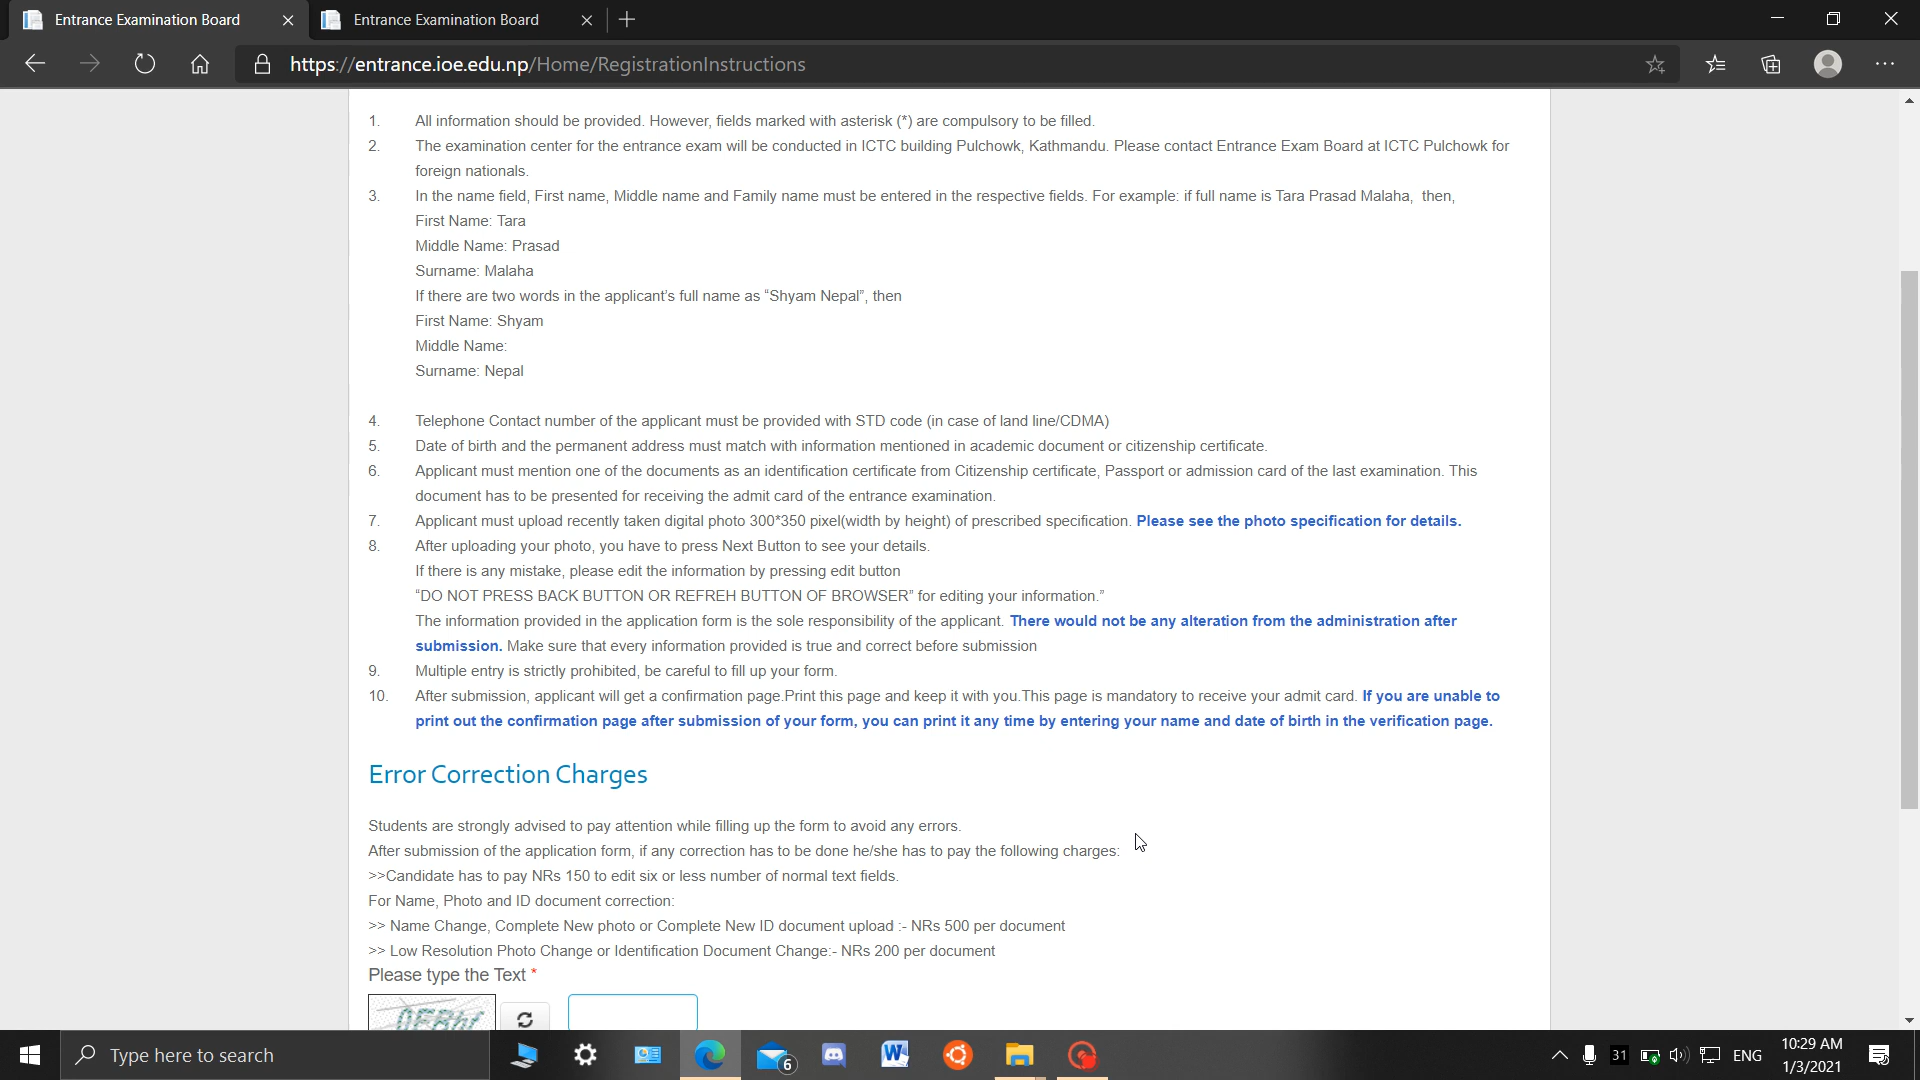 Entrance Examination Board
Entrance Examination Board
https://entrance.ioe.edu.np/Home/RegistrationInstructions
1. All information should be provided. However, fields marked with asterisk (*) are compulsory to be filled.
2. The examination center for the entrance exam will be conducted in ICTC building Pulchowk, Kathmandu. Please contact Entrance Exam Board at ICTC Pulchowk for
foreign nationals.
3. In the name field, First name, Middle name and Family name must be entered in the respective fields. For example: if full name is Tara Prasad Malaha, then,
First Name: Tara
Middle Name: Prasad
Surname: Malaha
If there are two words in the applicant's full name as “Shyam Nepal”, then
First Name: Shyam
Middle Name:
Surname: Nepal
4. Telephone Contact number of the applicant must be provided with STD code (in case of land line/CDMA)
5. Date of birth and the permanent address must match with information mentioned in academic document or citizenship certificate.
6. Applicant must mention one of the documents as an identification certificate from Citizenship certificate, Passport or admission card of the last examination. This
document has to be presented for receiving the admit card of the entrance examination.
7. Applicant must upload recently taken digital photo 300*350 pixel(width by height) of prescribed specification. Please see the photo specification for details.
8. After uploading your photo, you have to press Next Button to see your details.
If there is any mistake, please edit the information by pressing edit button
“DO NOT PRESS BACK BUTTON OR REFREH BUTTON OF BROWSER” for editing your information.”
The information provided in the application form is the sole responsibility of the applicant. There would not be any alteration from the administration after
submission. Make sure that every information provided is true and correct before submission
9. Multiple entry is strictly prohibited, be careful to fill up your form.
10. After submission, applicant will get a confirmation page.Print this page and keep it with you.This page is mandatory to receive your admit card. If you are unable to
print out the confirmation page after submission of your form, you can print it any time by entering your name and date of birth in the verification page.
Error Correction Charges
Students are strongly advised to pay attention while filling up the form to avoid any errors.
After submission of the application form, if any correction has to be done he/she has to pay the following charges:
>>Candidate has to pay NRs 150 to edit six or less number of normal text fields.
For Name, Photo and ID document correction:
>> Name Change, Complete New photo or Complete New ID document upload :- NRs 500 per document
>> Low Resolution Photo Change or Identification Document Change:- NRs 200 per document
Please type the Text *
Type here to search
6
31
ENG
10:29 AM
1/3/2021